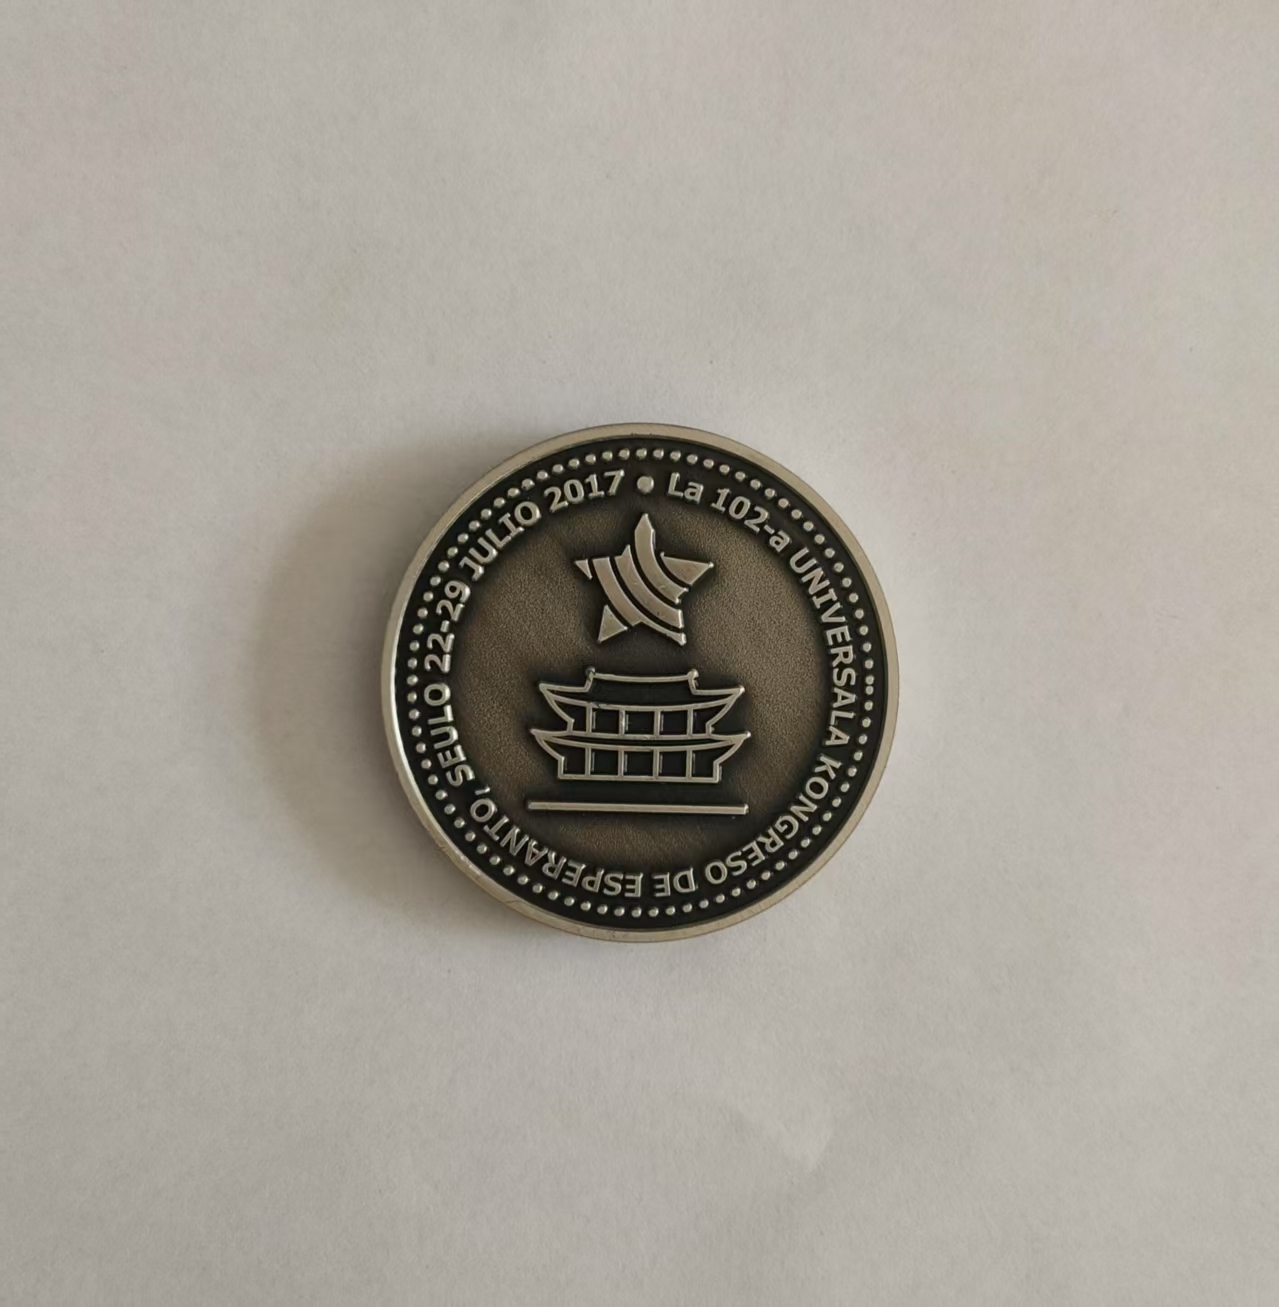 La 102-a UNIVERSALA KONGRESO DE ESPERANTO, SEULO 22-29 JULIO 2017